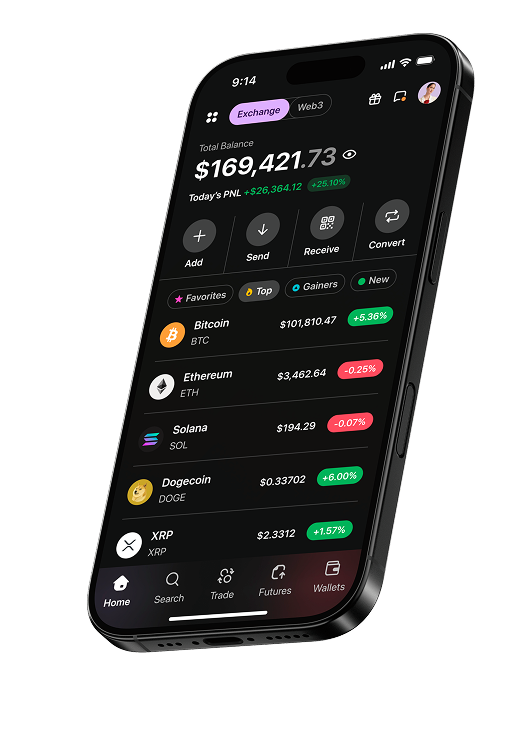 9:14
Exchange Web3
Total Balance
$169,421.73
Today's PNL +$26,364.12 +25.10%
Add Send Receive Convert
Favorites Top Gainers New
Bitcoin $101,810.47 +5.36%
BTC
Ethereum $3,462.64 -0.25%
ETH
Solana $194.29 -0.07%
SOL
Dogecoin $0.33702 +6.00%
DOGE
XRP $2.3312 +1.57%
XRP
Home Search Trade Futures Wallets